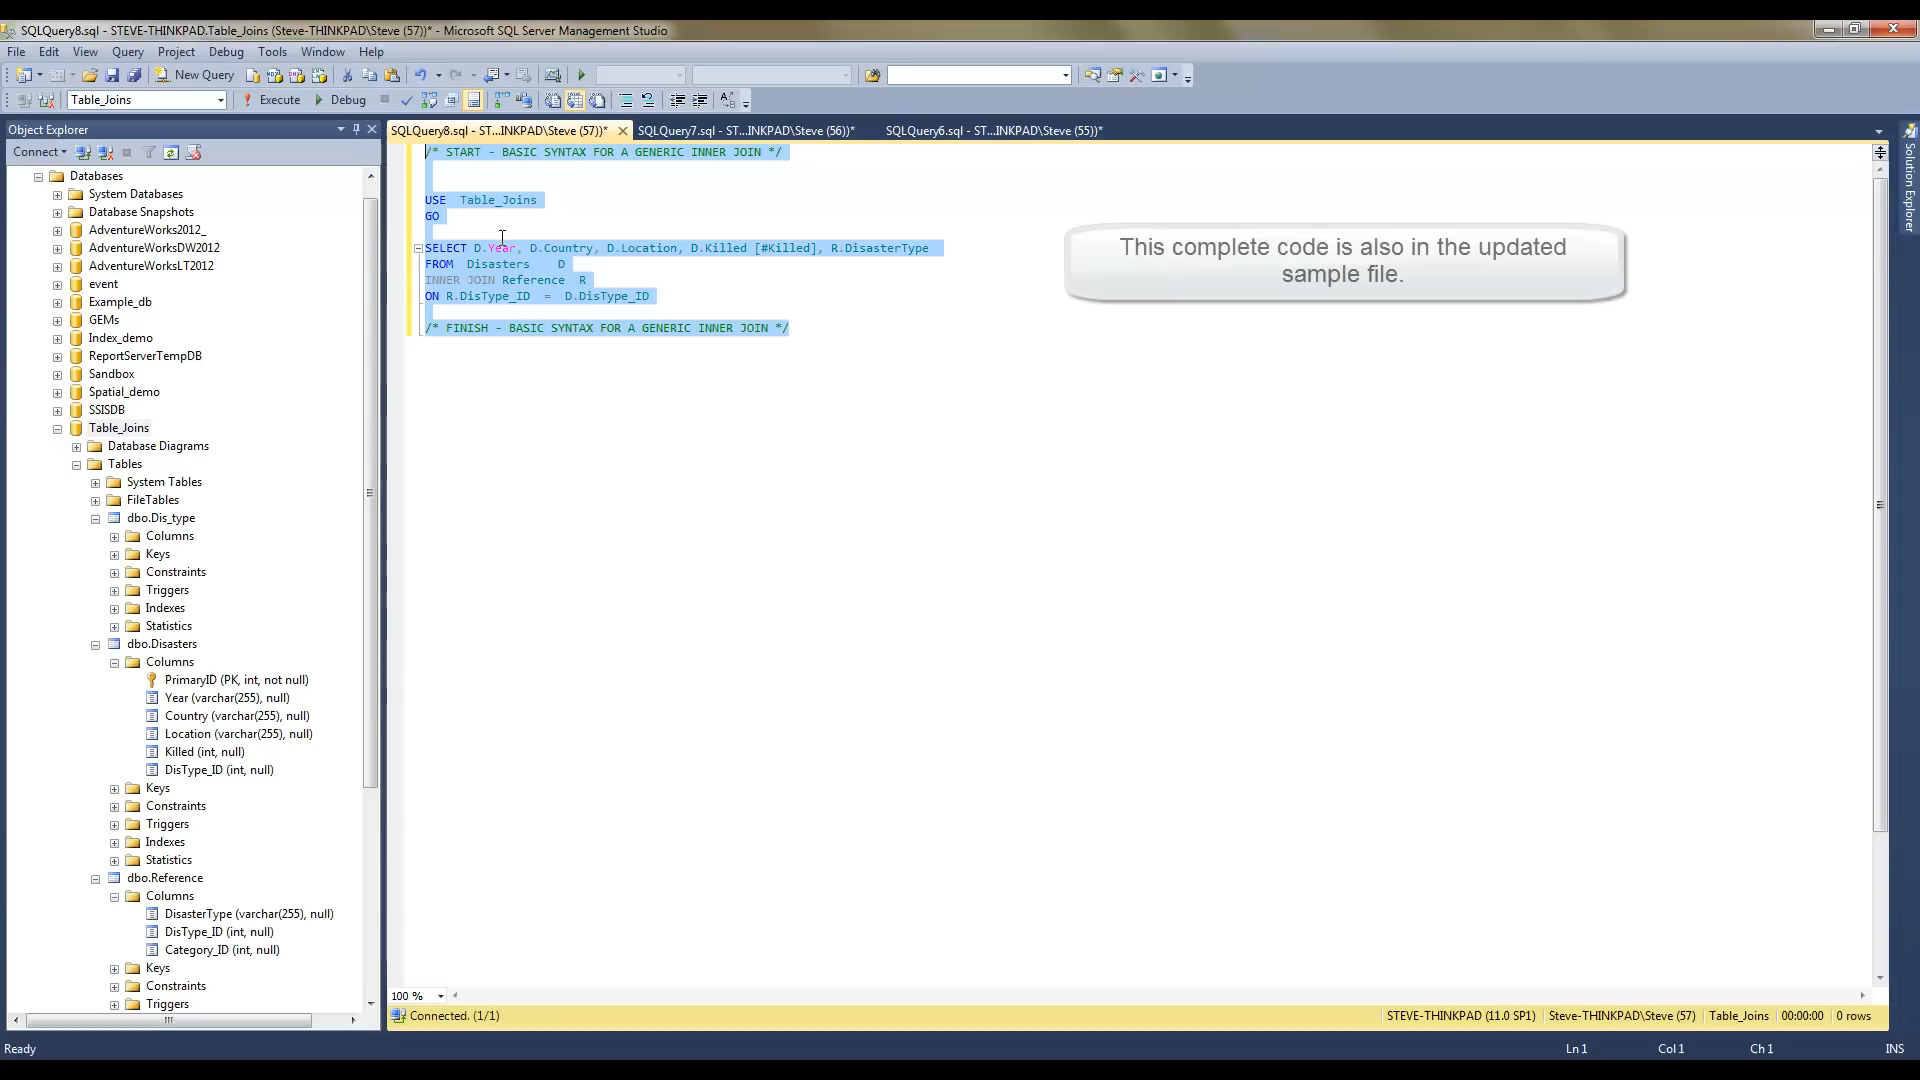 SQLQuery8.sql - STEVE-THINKPAD.Table_Joins (Steve-THINKPAD\Steve (57))* - Microsoft SQL Server Management Studio
File Edit View Query Project Debug Tools Window Help
New Query
Table_Joins Execute Debug
Object Explorer
Connect
Databases
System Databases
Database Snapshots
AdventureWorks2012_
AdventureWorksDW2012
AdventureWorksLT2012
event
Example_db
GEMs
Index_demo
ReportServerTempDB
Sandbox
Spatial_demo
SSISDB
Table_Joins
Database Diagrams
Tables
System Tables
FileTables
dbo.Dis_type
Columns
Keys
Constraints
Triggers
Indexes
Statistics
dbo.Disasters
Columns
PrimaryID (PK, int, not null)
Year (varchar(255), null)
Country (varchar(255), null)
Location (varchar(255), null)
Killed (int, null)
DisType_ID (int, null)
Keys
Constraints
Triggers
Indexes
Statistics
dbo.Reference
Columns
DisasterType (varchar(255), null)
DisType_ID (int, null)
Category_ID (int, null)
Keys
Constraints
Triggers
SQLQuery8.sql - ST...INKPAD\Steve (57))* SQLQuery7.sql - ST...INKPAD\Steve (56))* SQLQuery6.sql - ST...INKPAD\Steve (55))*
/* START - BASIC SYNTAX FOR A GENERIC INNER JOIN */
USE Table_Joins
GO
SELECT D.Year, D.Country, D.Location, D.Killed [#Killed], R.DisasterType
FROM Disasters D
INNER JOIN Reference R
ON R.DisType_ID = D.DisType_ID
/* FINISH - BASIC SYNTAX FOR A GENERIC INNER JOIN */
This complete code is also in the updated
sample file.
Solution Explorer
100 %
Connected. (1/1) STEVE-THINKPAD (11.0 SP1) Steve-THINKPAD\Steve (57) Table_Joins 00:00:00 0 rows
Ready Ln 1 Col 1 Ch 1 INS